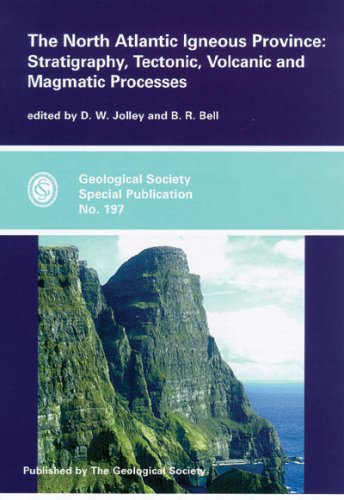 The North Atlantic Igneous Province:
Stratigraphy, Tectonic, Volcanic and
Magmatic Processes
edited by D. W. Jolley and B. R. Bell
Geological Society
Special Publication
No. 197
Published by The Geological Society